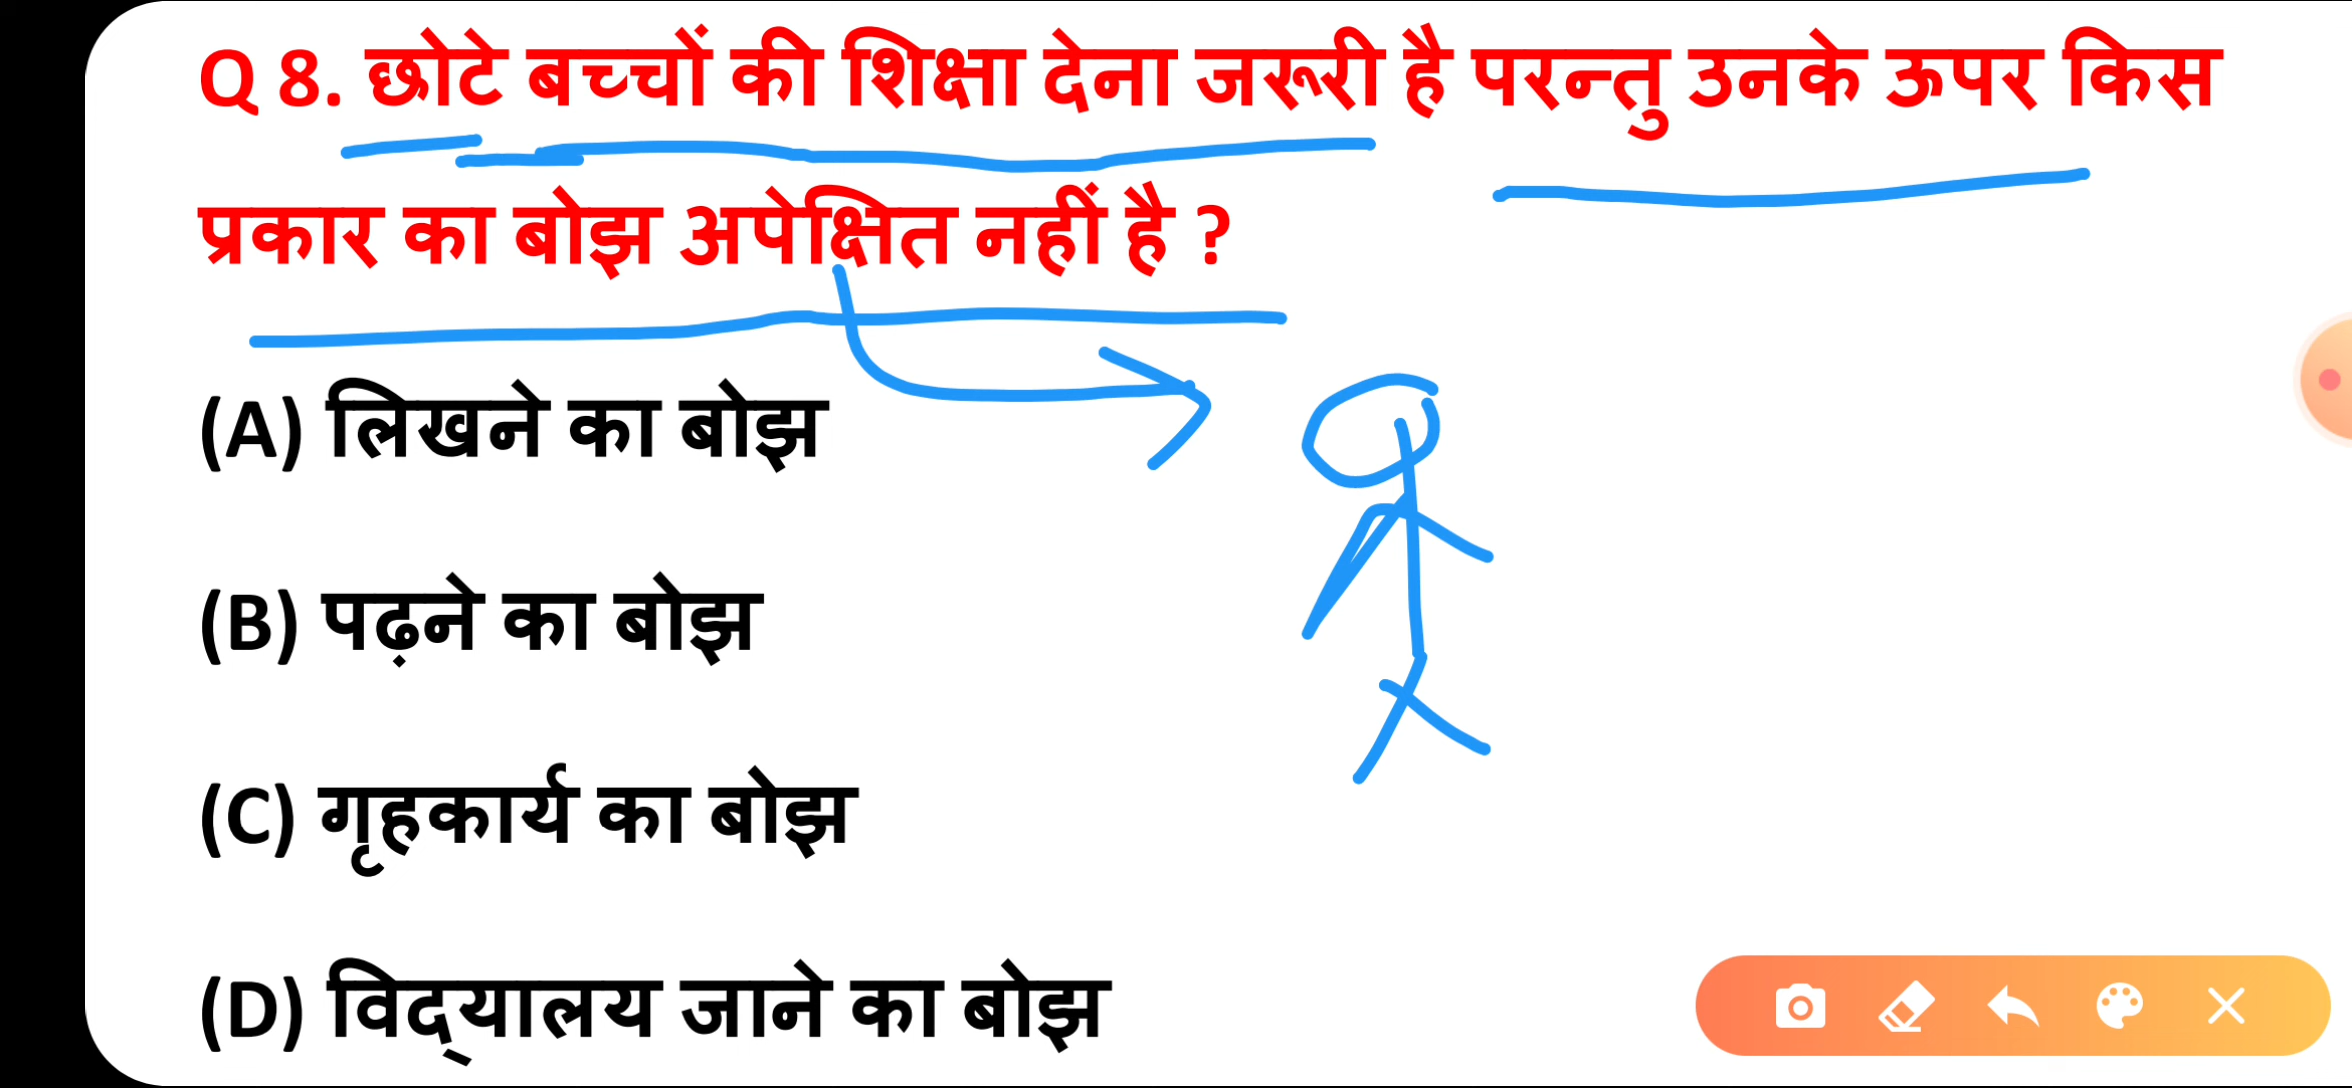 Q 8. छोटे बच्चों की शिक्षा देना जरूरी है परन्तु उनके ऊपर किस
प्रकार का बोझ अपेक्षित नहीं है ?
(A) लिखने का बोझ
(B) पढ़ने का बोझ
(C) गृहकार्य का बोझ
(D) विद्यालय जाने का बोझ